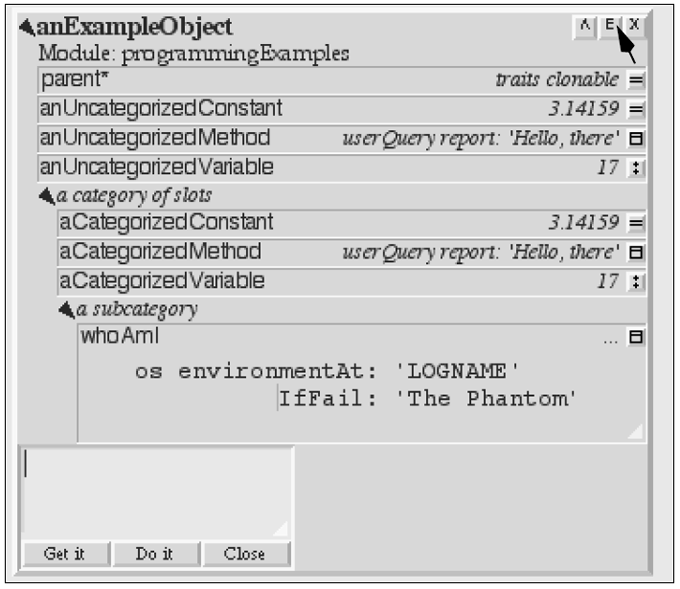 anExampleObject Λ E X
Module: programmingExamples
parent* traits clonable =
anUncategorizedConstant 3.14159 =
anUncategorizedMethod userQuery report: 'Hello, there'
anUncategorizedVariable 17 :
a category of slots
aCategorizedConstant 3.14159 =
aCategorizedMethod userQuery report: 'Hello, there'
aCategorizedVariable 17 :
a subcategory
whoAmI ...
os environmentAt: 'LOGNAME'
IfFail: 'The Phantom'
Get it Do it Close